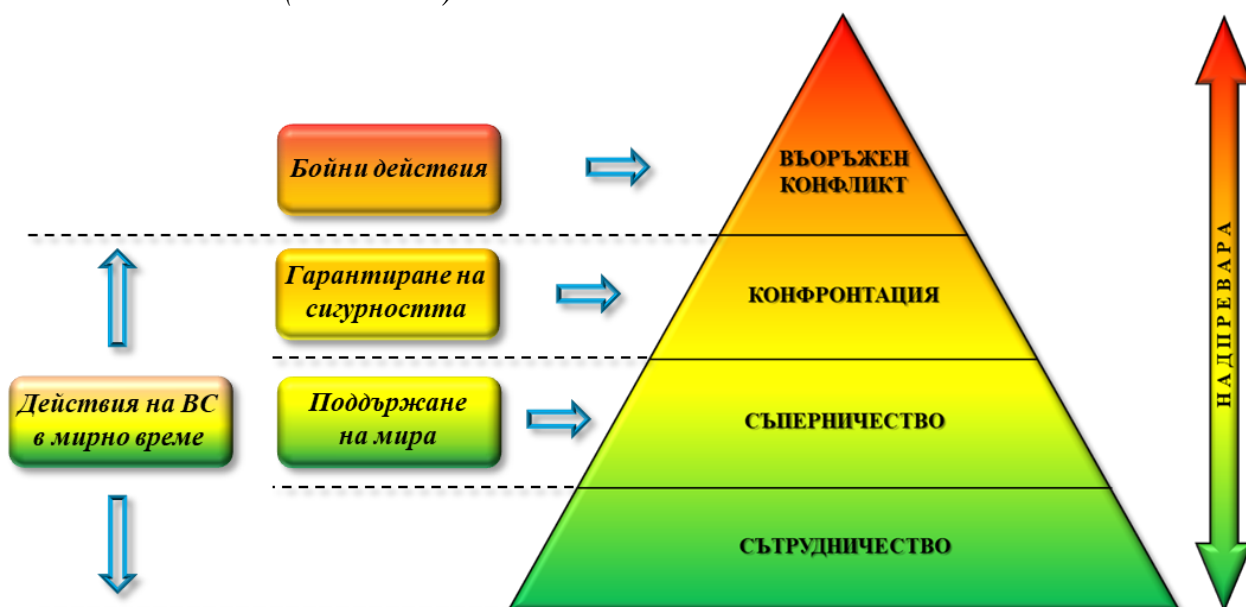 Бойни действия
ВЪОРЪЖЕН
КОНФЛИКТ
Гарантиране на
сигурността
КОНФРОНТАЦИЯ
Действия на ВС
в мирно време
Поддържане
на мира
СЪПЕРНИЧЕСТВО
СЪТРУДНИЧЕСТВО
НАДПРЕВАРА